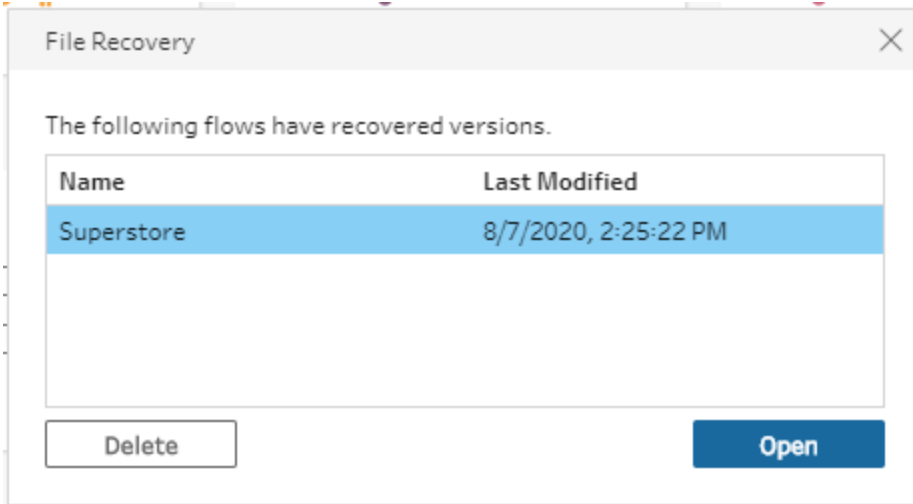 File Recovery
The following flows have recovered versions.
Name Last Modified
Superstore 8/7/2020, 2:25:22 PM
Delete Open